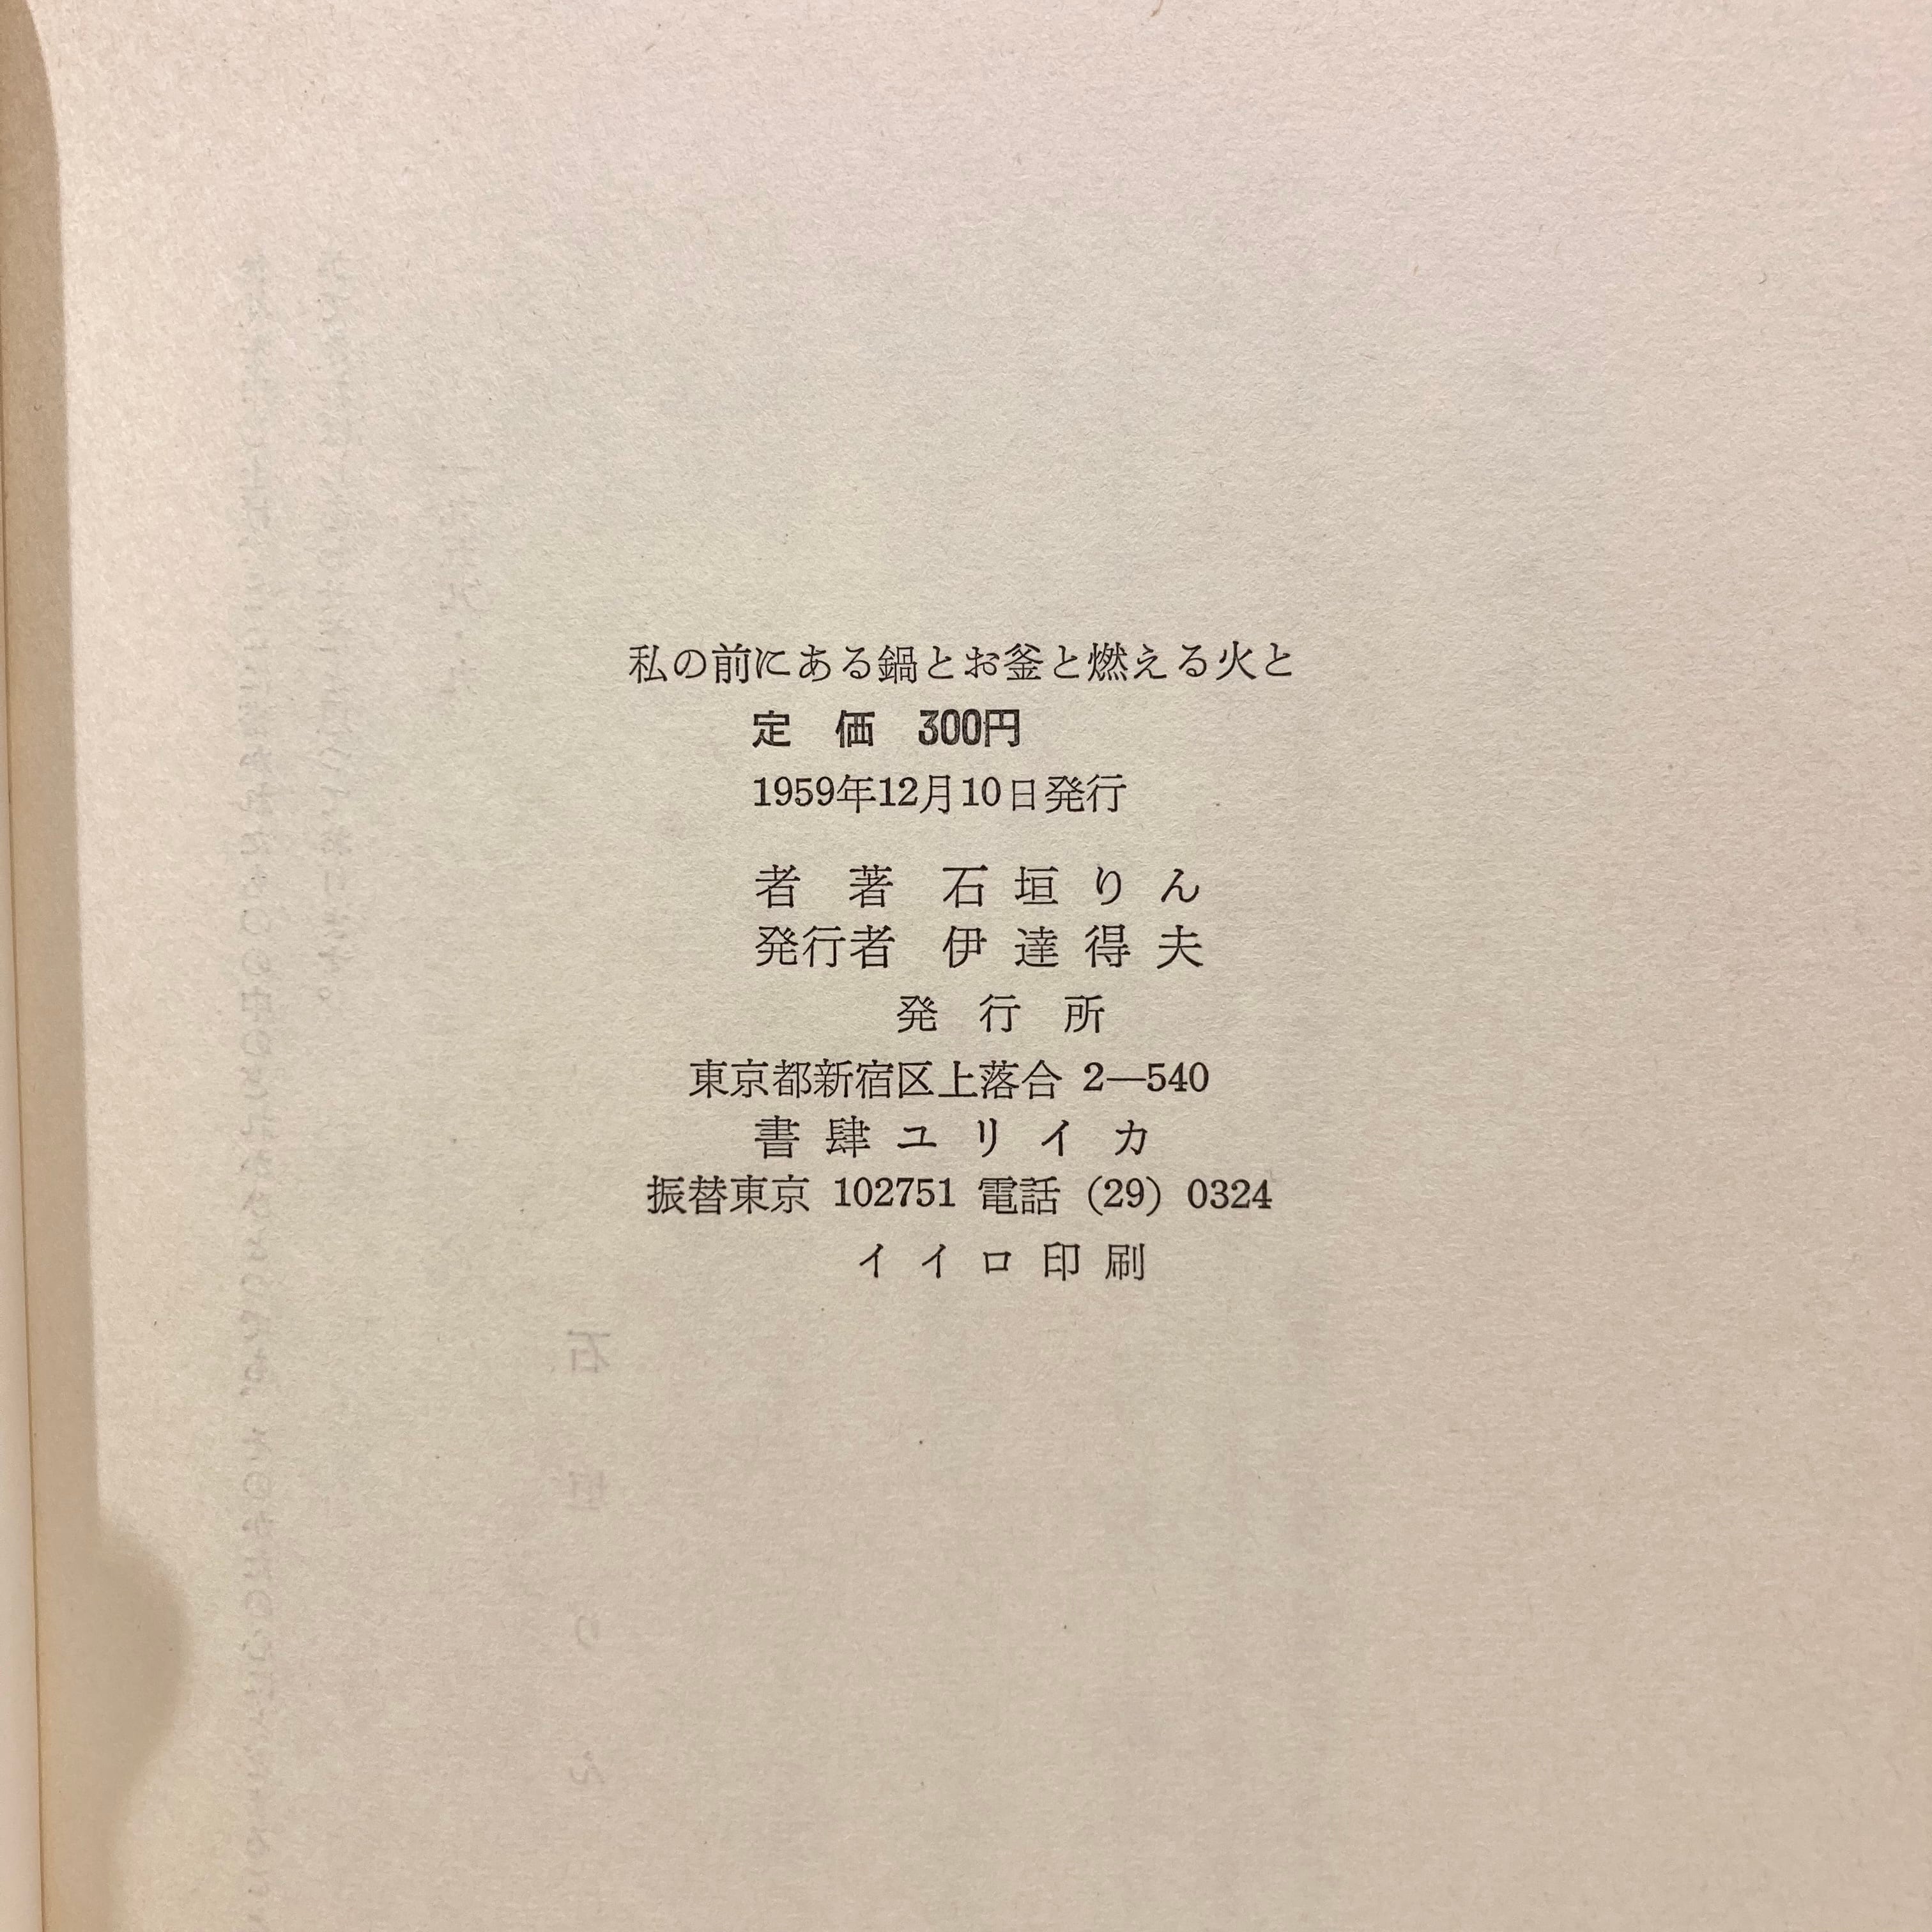 私の前にある鍋とお釜と燃える火と
定　価　300円
1959年12月10日発行
者　著　石垣りん
発行者　伊達得夫
発行所
東京都新宿区上落合 2—540
書肆ユリイカ
振替東京 102751 電話 (29) 0324
イイロ印刷
石垣りん